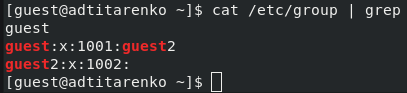 [guest@adtitarenko ~]$ cat /etc/group | grep
guest
guest:x:1001:guest2
guest2:x:1002:
[guest@adtitarenko ~]$